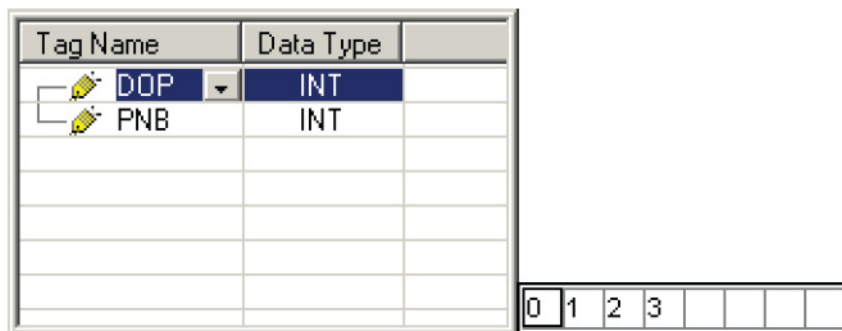 Tag Name Data Type
DOP INT
PNB INT
0 1 2 3